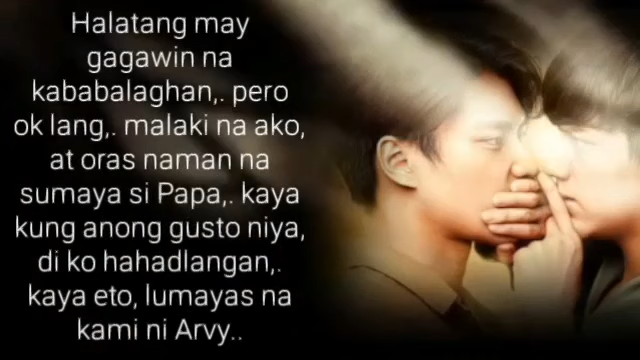 Halatang may
gagawin na
kababalaghan,. pero
ok lang,. malaki na ako,
at oras naman na
sumaya si Papa,. kaya
kung anong gusto niya,
di ko hahadlangan,.
kaya eto, lumayas na
kami ni Arvy..